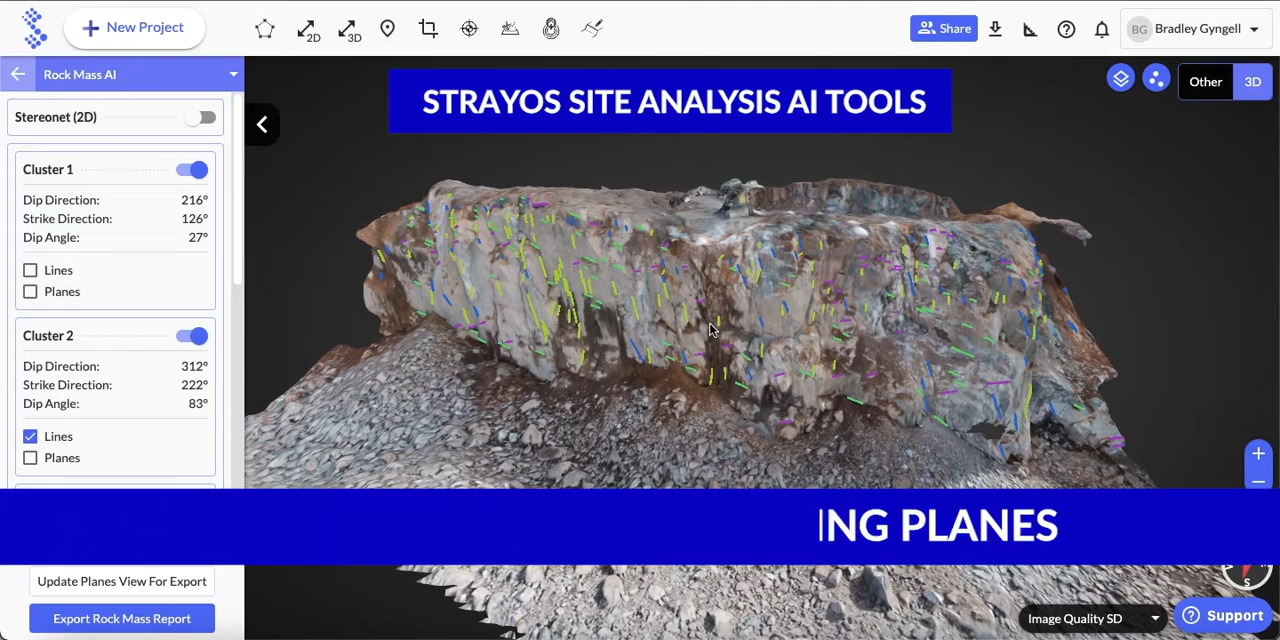 New Project
2D
3D
Share
BG
Bradley Gyngell
Rock Mass AI
STRAYOS SITE ANALYSIS AI TOOLS
Other
3D
Stereonet (2D)
Cluster 1
Dip Direction: 216°
Strike Direction: 126°
Dip Angle: 27°
Lines
Planes
Cluster 2
Dip Direction: 312°
Strike Direction: 222°
Dip Angle: 83°
Lines
Planes
ING PLANES
Update Planes View For Export
Export Rock Mass Report
S
Image Quality SD
Support